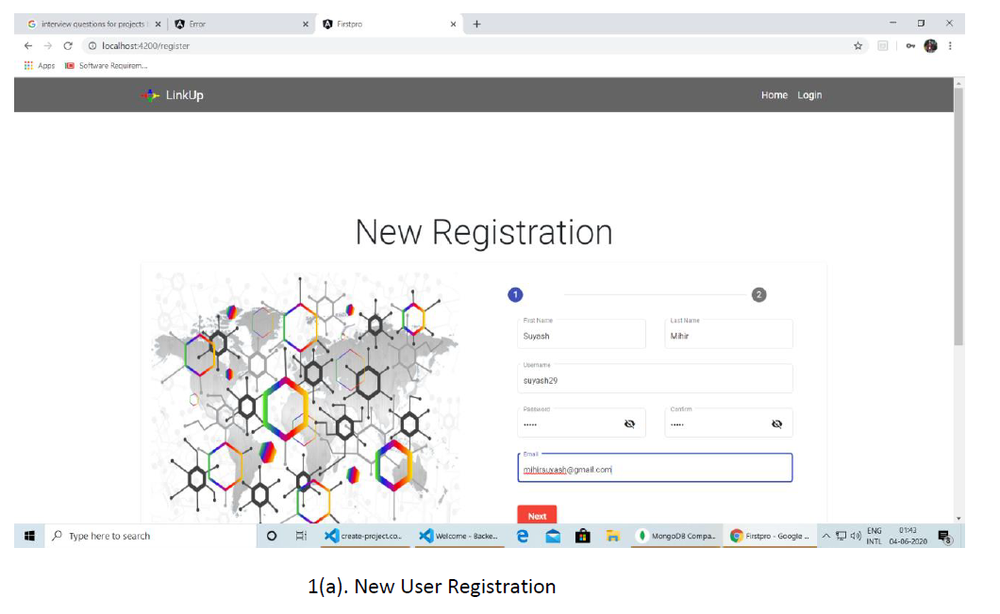 interview questions for projects
Error
Firstpro
localhost:4200/register
Apps
Software Requirem...
LinkUp
Home
Login
New Registration
1
2
First Name
Suyash
Last Name
Mihir
Username
suyash29
Password
•••••
Confirm
•••••
Email
mihirsuyash@gmail.com
Next
Type here to search
create-project.co...
Welcome - Backe...
MongoDB Compa...
Firstpro - Google ...
ENG
INTL
01:43
04-06-2020
1(a). New User Registration